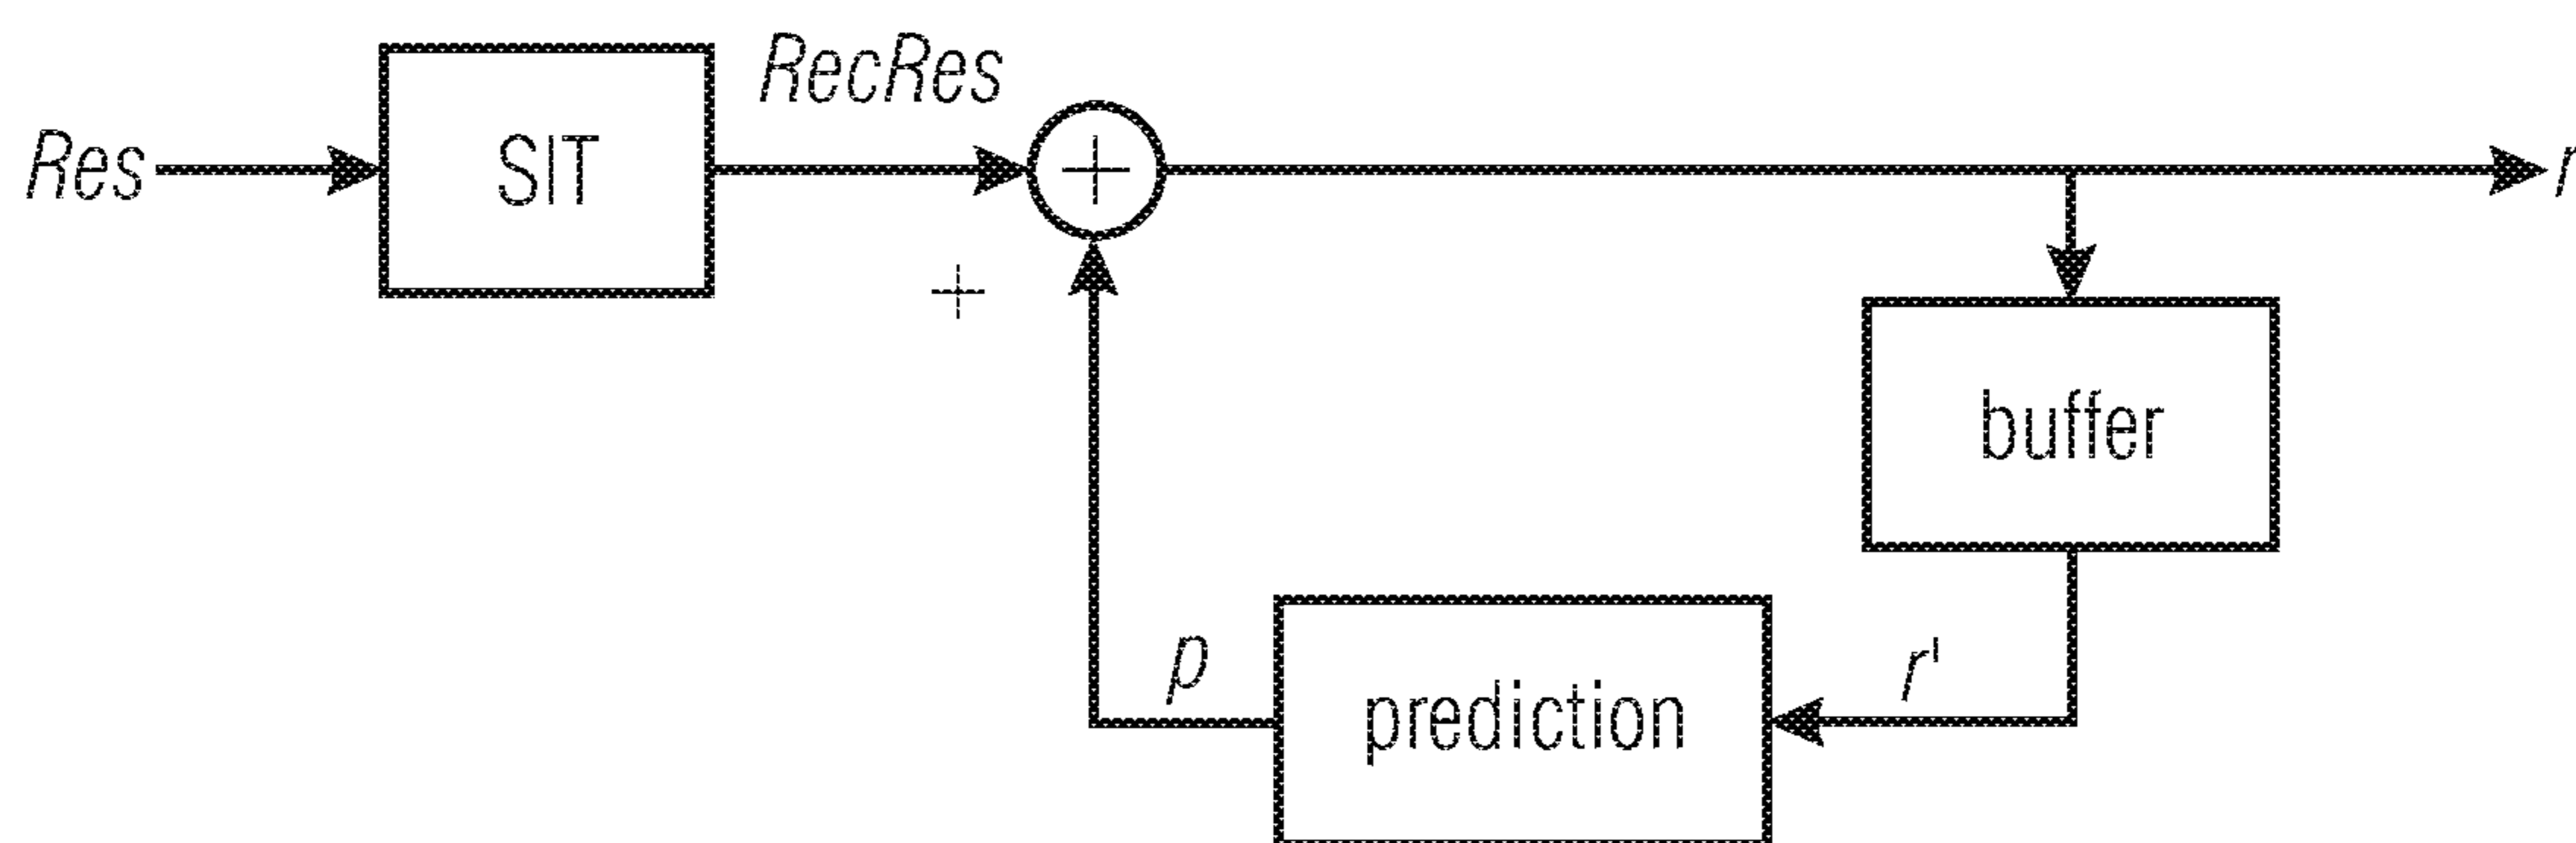 Res
SIT
RecRes
+
+
r
buffer
p
prediction
r'